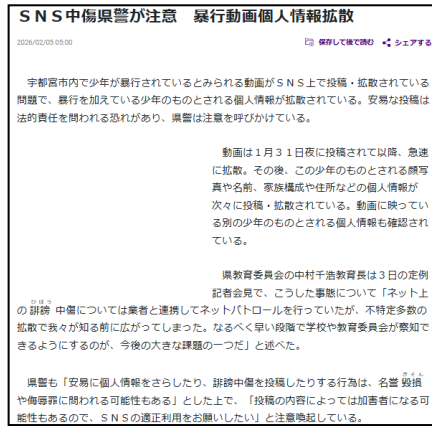 ＳＮＳ中傷県警が注意　暴行動画個人情報拡散
2026/02/05 05:00
保存して後で読む
シェアする
宇都宮市内で少年が暴行されているとみられる動画がＳＮＳ上で投稿・拡散されている
問題で、暴行を加えている少年のものとされる個人情報が拡散されている。安易な投稿は
法的責任を問われる恐れがあり、県警は注意を呼びかけている。
動画は１月３１日夜に投稿されて以降、急速
に拡散。その後、この少年のものとされる顔写
真や名前、家族構成や住所などの個人情報が
次々に投稿・拡散されている。動画に映ってい
る別の少年のものとされる個人情報も確認され
ている。
県教育委員会の中村千浩教育長は３日の定例
記者会見で、こうした事態について「ネット上
ひぼう
の誹謗中傷については業者と連携してネットパトロールを行っていたが、不特定多数の
拡散で我々が知る前に広がってしまった。なるべく早い段階で学校や教育委員会が察知で
きるようにするのが、今後の大きな課題の一つだ」と述べた。
きそん
県警も「安易に個人情報をさらしたり、誹謗中傷を投稿したりする行為は、名誉毀損
や侮辱罪に問われる可能性もある」とした上で、「投稿の内容によっては加害者になる可
能性もあるので、ＳＮＳの適正利用をお願いしたい」と注意喚起している。